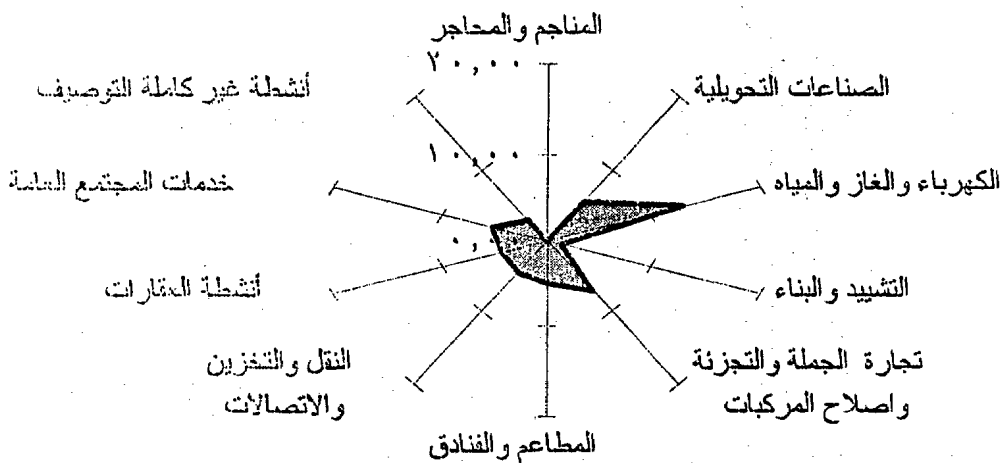 المناجم والمحاجر
٢٠,٠٠
أنشطة غير كاملة التوصيف
الصناعات التحويلية
١٠,٠٠
خدمات المجتمع العامة
الكهرباء والغاز والمياه
٠,٠٠
أنشطة العقارات
التشييد والبناء
النقل والتخزين
والاتصالات
تجارة الجملة والتجزئة
واصلاح المركبات
المطاعم والفنادق